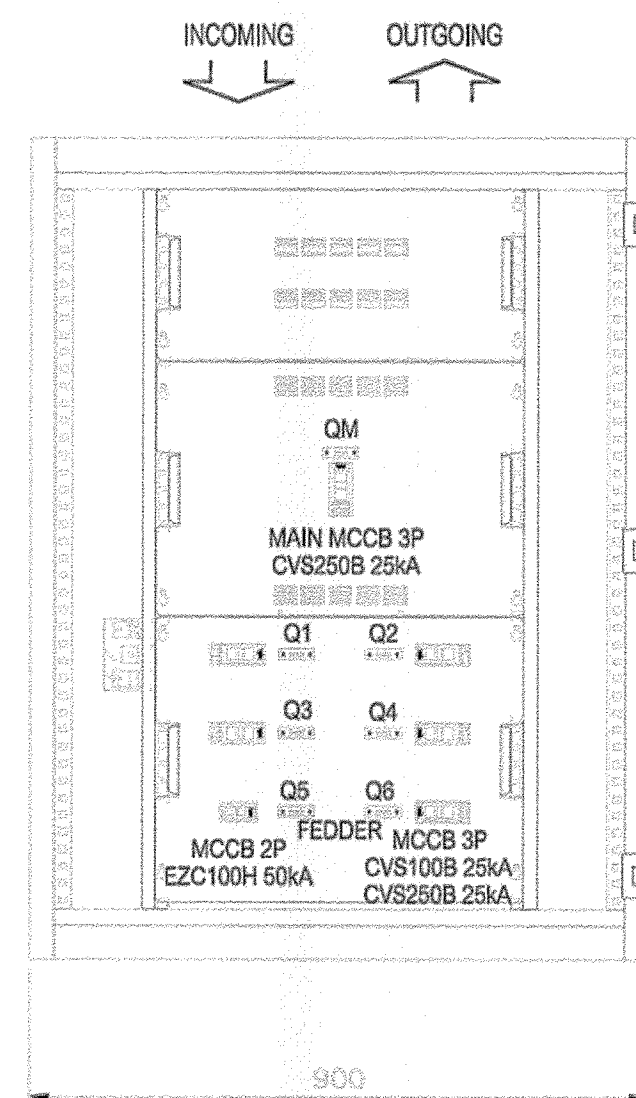 INCOMING OUTGOING
QM
MAIN MCCB 3P
CVS250B 25kA
Q1 Q2
Q3 Q4
Q5 Q6
FEDDER
MCCB 2P
EZC100H 50kA
MCCB 3P
CVS100B 25kA
CVS250B 25kA
900